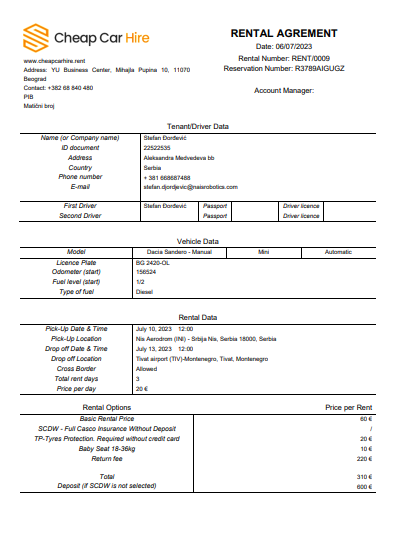 Cheap Car Hire
RENTAL AGREMENT
Date: 06/07/2023
www.cheapcarhire.rent
Rental Number: RENT/0009
Address: YU Business Center, Mihajla Pupina 10, 11070
Reservation Number: R3789AIGUGZ
Beograd
Contact: +382 68 840 480
PIB
Account Manager:
Matični broj
Tenant/Driver Data
Name (or Company name) Stefan Đorđević
ID document 22522535
Address Aleksandra Medvedeva bb
Country Serbia
Phone number + 381 668687488
E-mail stefan.djordjevic@naisrobotics.com
First Driver Stefan Đorđević Passport Driver licence
Second Driver Passport Driver licence
Vehicle Data
Model Dacia Sandero - Manual Mini Automatic
Licence Plate BG 2420-OL
Odometer (start) 156524
Fuel level (start) 1/2
Type of fuel Diesel
Rental Data
Pick-Up Date & Time July 10, 2023 12:00
Pick-Up Location Nis Aerodrom (INI) - Srbija Nis, Serbia 18000, Serbia
Drop off Date & Time July 13, 2023 12:00
Drop off Location Tivat airport (TIV)-Montenegro, Tivat, Montenegro
Cross Border Allowed
Total rent days 3
Price per day 20 €
Rental Options Price per Rent
Basic Rental Price 60 €
SCDW - Full Casco Insurance Without Deposit /
TP-Tyres Protection. Required without credit card 20 €
Baby Seat 18-36kg 10 €
Return fee 220 €
Total 310 €
Deposit (if SCDW is not selected) 600 €